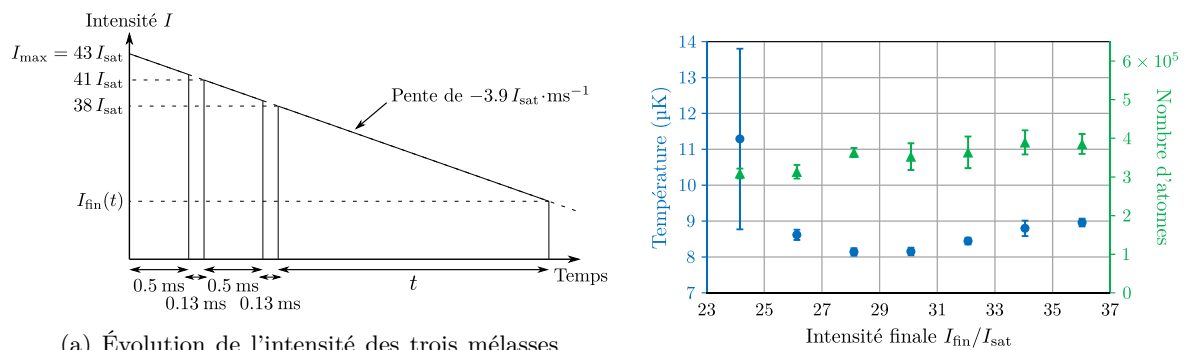 Intensité I
I_max = 43 I_sat
41 I_sat
38 I_sat
Pente de −3.9 I_sat·ms⁻¹
I_fin(t)
Temps
0.5 ms
0.13 ms
0.5 ms
0.13 ms
t
(a) Évolution de l'intensité des trois mélasses
Température (µK)
14
13
12
11
10
9
8
7
23 25 27 29 31 33 35 37
Intensité finale I_fin/I_sat
6 × 10⁵
5
4
3
2
1
0
Nombre d'atomes